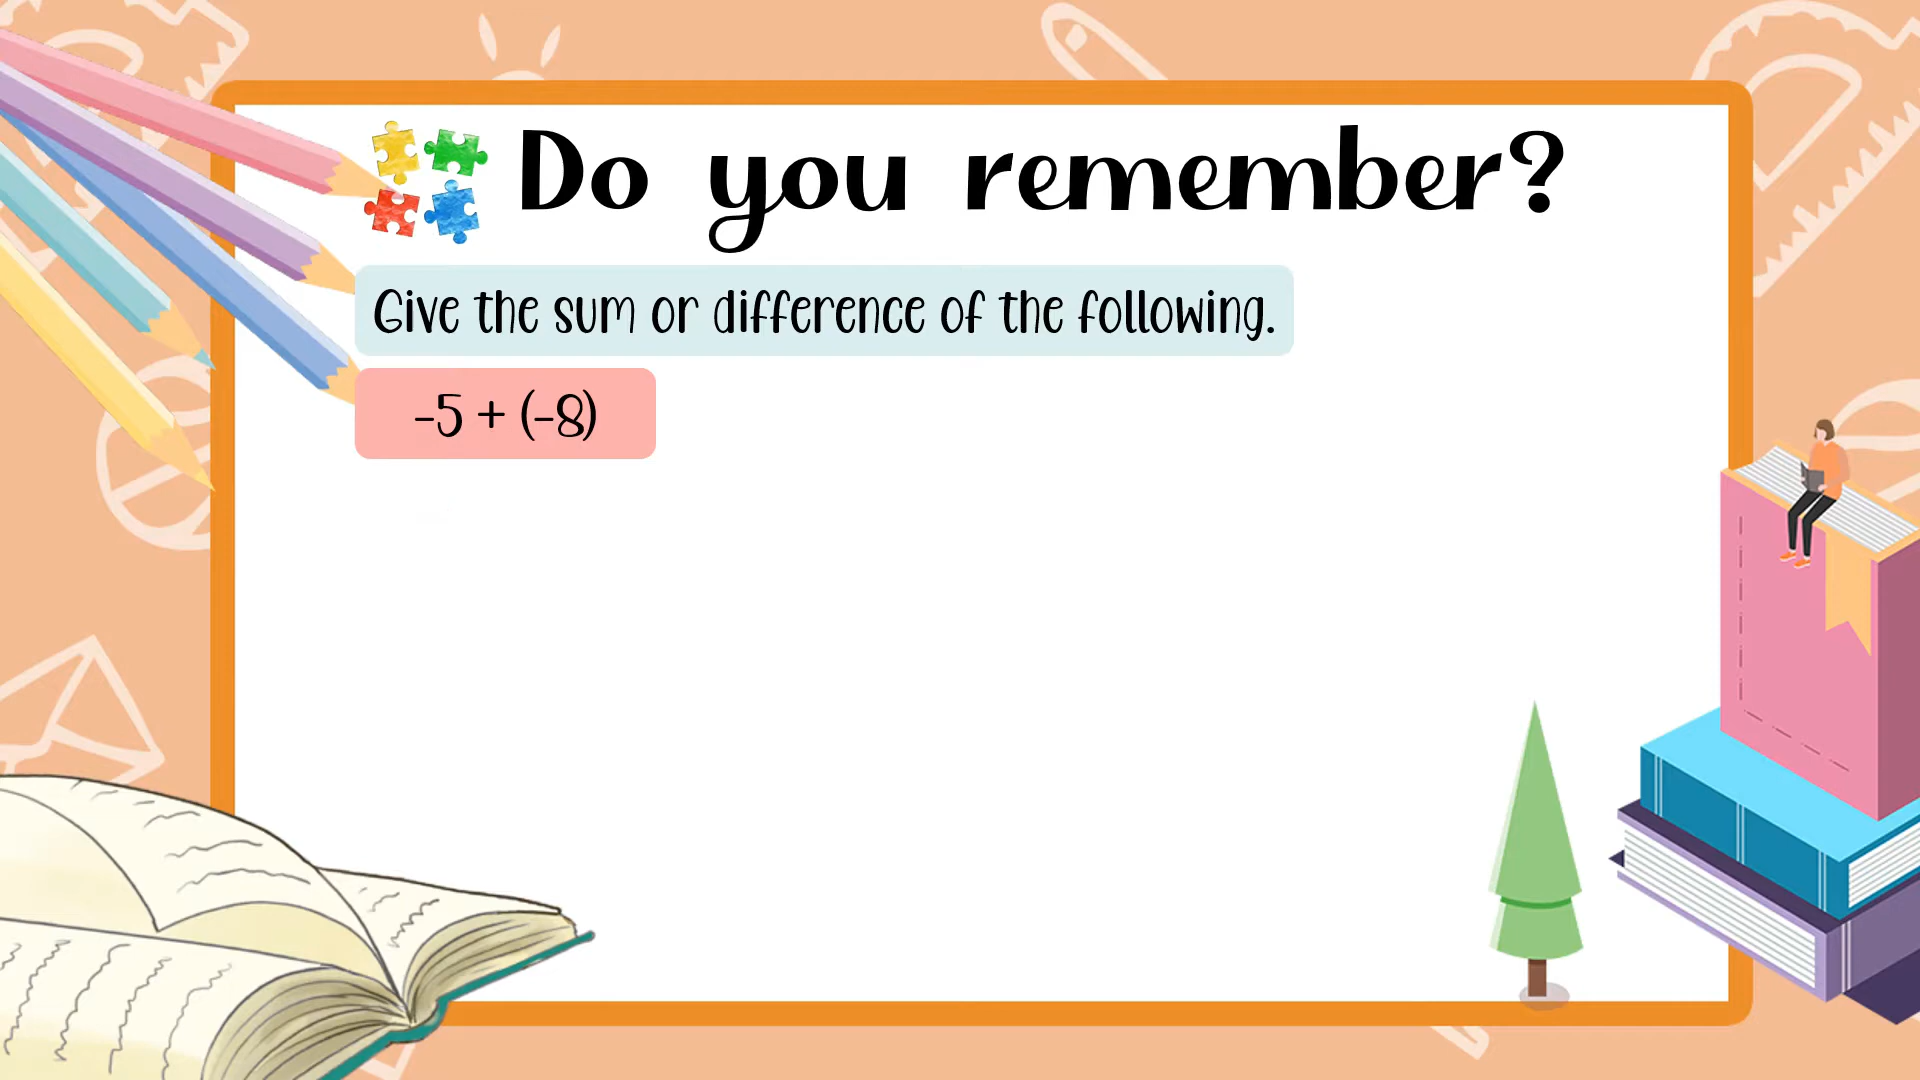 Do you remember?
Give the sum or difference of the following.
-5 + (-8)